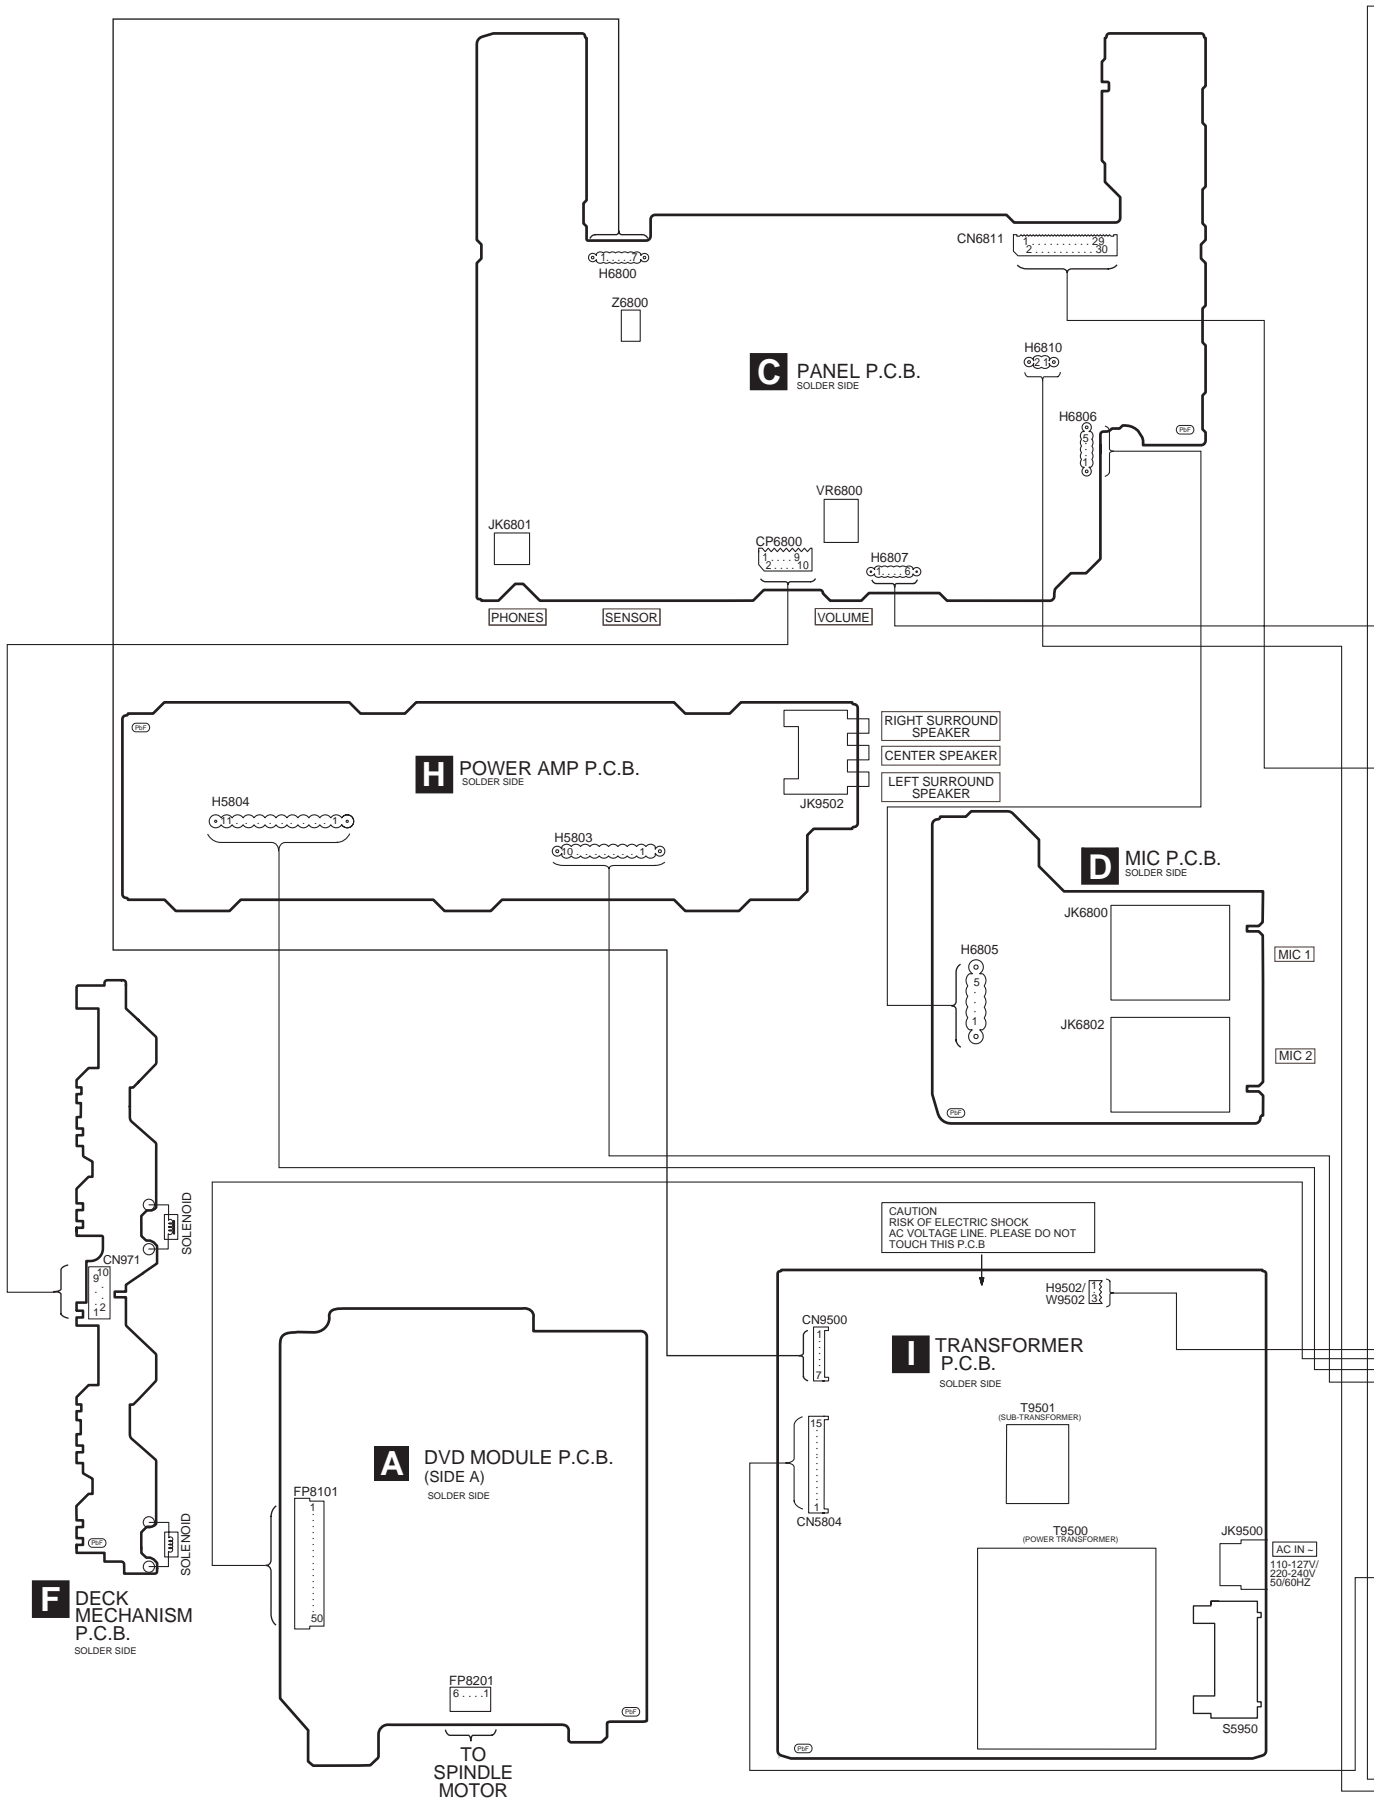 CN6811
1 . . . . . . . . . . 29
2 . . . . . . . . . . 30
1 . . . . . 7
H6800
Z6800
C PANEL P.C.B.
SOLDER SIDE
H6810
2 1
H6806
5
.
.
.
1
PbF
VR6800
JK6801
CP6800
1 . . . . 9
2 . . . . 10
H6807
1 . . . . 6
PHONES
SENSOR
VOLUME
PbF
H POWER AMP P.C.B.
SOLDER SIDE
RIGHT SURROUND
SPEAKER
CENTER SPEAKER
LEFT SURROUND
SPEAKER
JK9502
H5804
11 . . . . . . . . . 1
H5803
10 . . . . . . . . 1
D MIC P.C.B.
SOLDER SIDE
JK6800
MIC 1
H6805
5
.
.
.
1
JK6802
MIC 2
PbF
SOLENOID
CN971
10
9
.
.
2
1
SOLENOID
PbF
F DECK
MECHANISM
P.C.B.
SOLDER SIDE
CAUTION
RISK OF ELECTRIC SHOCK
AC VOLTAGE LINE. PLEASE DO NOT
TOUCH THIS P.C.B
H9502/
W9502
1
.
3
CN9500
1
.
.
.
.
.
7
I TRANSFORMER
P.C.B.
SOLDER SIDE
T9501
(SUB-TRANSFORMER)
15
.
.
.
1
CN5804
T9500
(POWER TRANSFORMER)
JK9500
AC IN ~
110-127V/
220-240V
50/60HZ
S5950
PbF
A DVD MODULE P.C.B.
(SIDE A)
SOLDER SIDE
FP8101
1
.
.
.
50
FP8201
6 . . . . 1
PbF
TO
SPINDLE
MOTOR